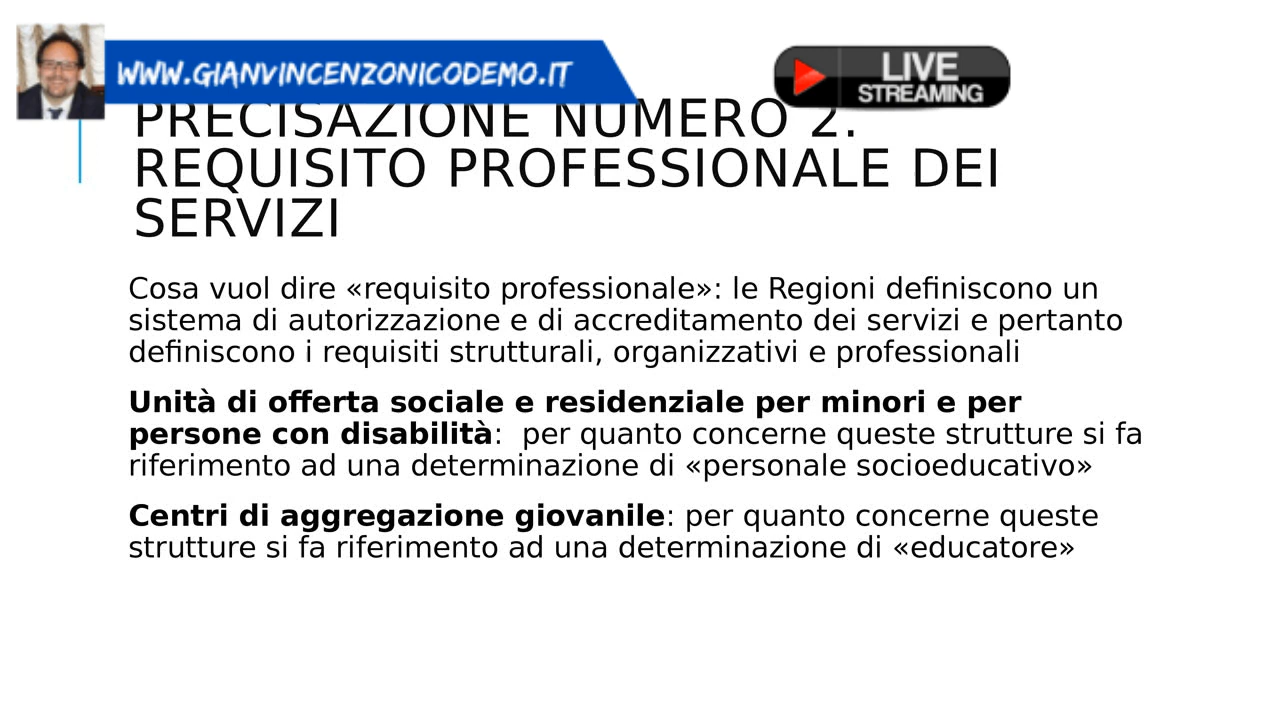 WWW.GIANVINCENZONICODEMO.IT
LIVE
STREAMING
PRECISAZIONE NUMERO 2.
REQUISITO PROFESSIONALE DEI
SERVIZI
Cosa vuol dire «requisito professionale»: le Regioni definiscono un
sistema di autorizzazione e di accreditamento dei servizi e pertanto
definiscono i requisiti strutturali, organizzativi e professionali
Unità di offerta sociale e residenziale per minori e per
persone con disabilità:  per quanto concerne queste strutture si fa
riferimento ad una determinazione di «personale socioeducativo»
Centri di aggregazione giovanile: per quanto concerne queste
strutture si fa riferimento ad una determinazione di «educatore»